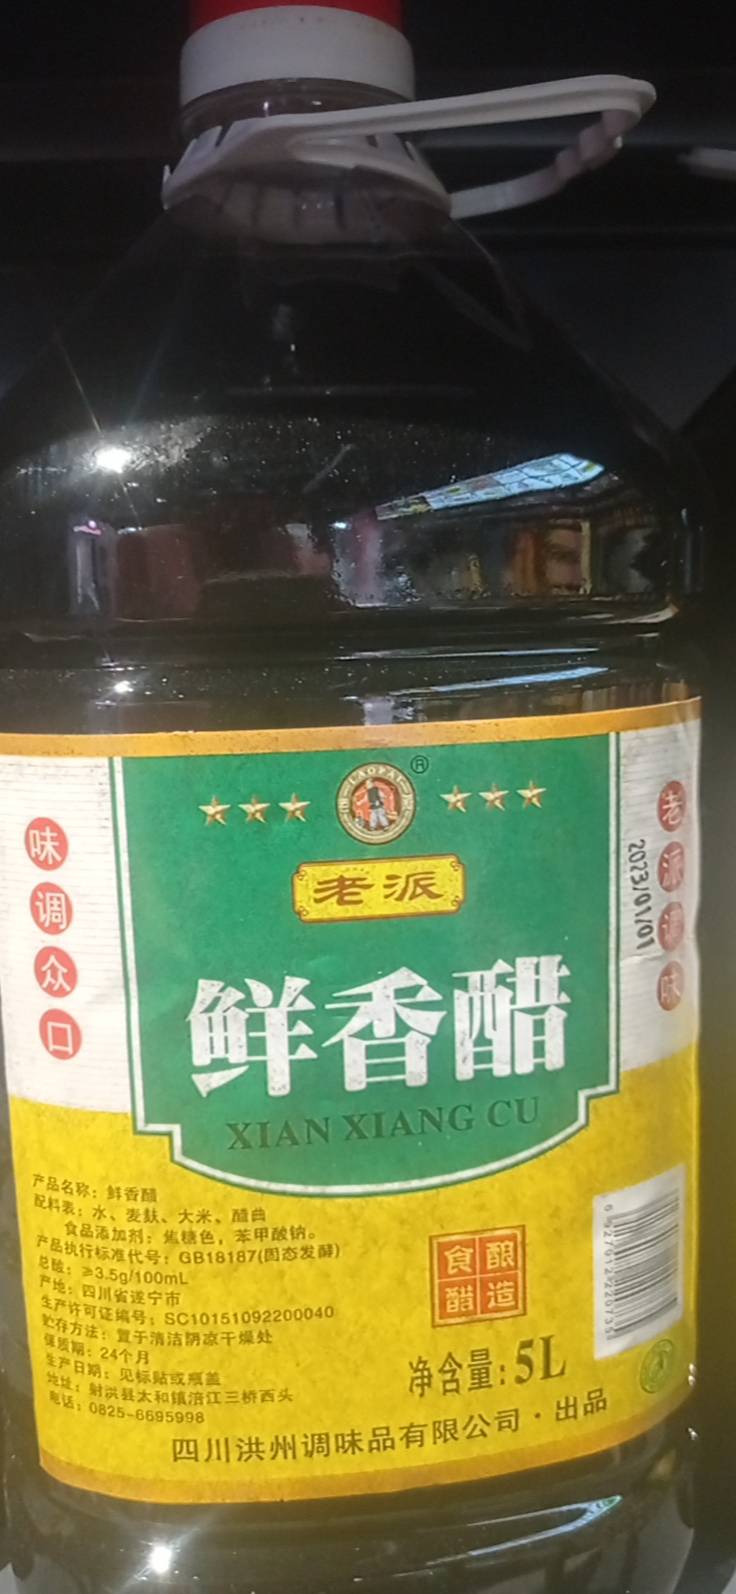 LAOPAI
®
老派
鲜香醋
XIAN XIANG CU
味调众口
老派调味
2023/01/01
产品名称：鲜香醋
配料表：水、麦麸、大米、醋曲
食品添加剂：焦糖色，苯甲酸钠。
产品执行标准代号：GB18187(固态发酵)
总酸：≥3.5g/100mL
产地：四川省遂宁市
生产许可证编号：SC10151092200040
贮存方法：置于清洁阴凉干燥处
保质期：24个月
生产日期：见标贴或瓶盖
地址：射洪县太和镇涪江三桥西头
电话：0825-6695998
酿造食醋
净含量：5L
四川洪州调味品有限公司·出品